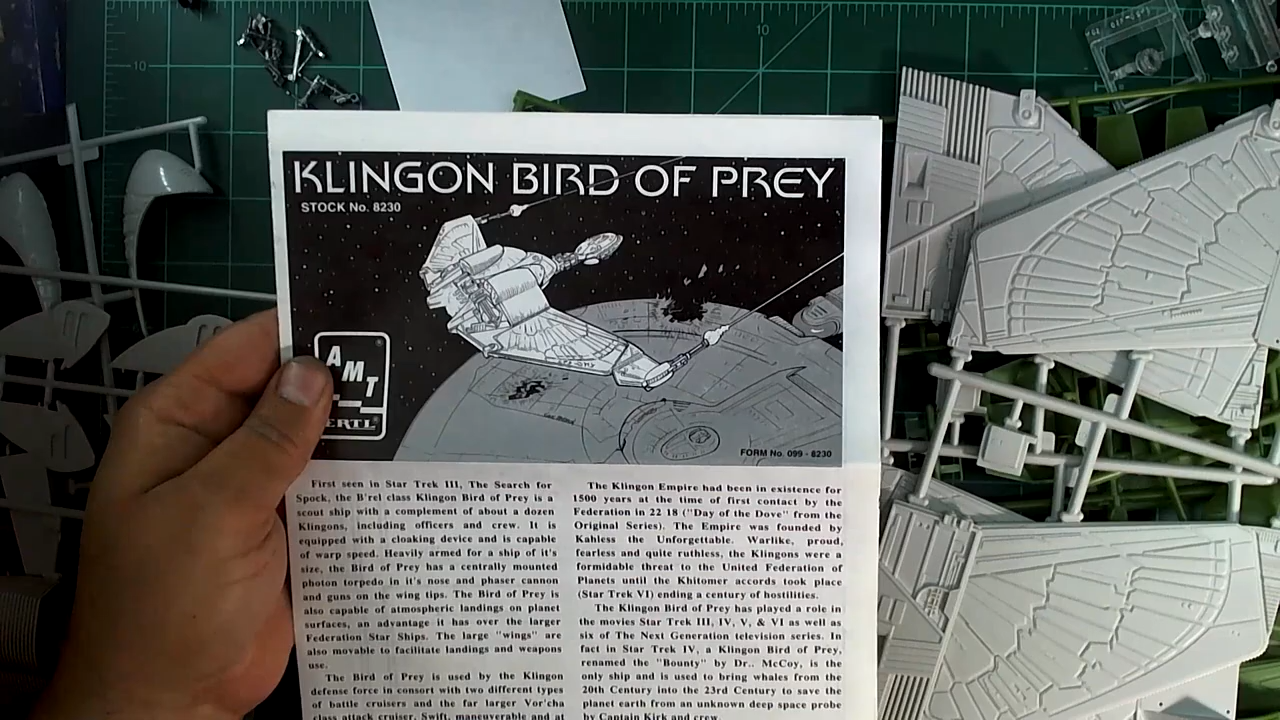 10
10
KLINGON BIRD OF PREY
STOCK No. 8230
AMT
ERTL
FORM No. 099 - 8230
First seen in Star Trek III, The Search for
Spock, the B'rel class Klingon Bird of Prey is a
scout ship with a complement of about a dozen
Klingons, including officers and crew. It is
equipped with a cloaking device and is capable
of warp speed. Heavily armed for a ship of it's
size, the Bird of Prey has a centrally mounted
photon torpedo in it's nose and phaser cannon
and guns on the wing tips. The Bird of Prey is
also capable of atmospheric landings on planet
surfaces, an advantage it has over the larger
Federation Star Ships. The large "wings" are
also movable to facilitate landings and weapons
use.
The Bird of Prey is used by the Klingon
defense force in consort with two different types
of battle cruisers and the far larger Vor'cha
class attack cruiser. Swift, maneuverable and at
The Klingon Empire had been in existence for
1500 years at the time of first contact by the
Federation in 22 18 ("Day of the Dove" from the
Original Series). The Empire was founded by
Kahless the Unforgettable. Warlike, proud,
fearless and quite ruthless, the Klingons were a
formidable threat to the United Federation of
Planets until the Khitomer accords took place
(Star Trek VI) ending a century of hostilities.
The Klingon Bird of Prey has played a role in
the movies Star Trek III, IV, V, & VI as well as
six of The Next Generation television series. In
fact in Star Trek IV, a Klingon Bird of Prey,
renamed the "Bounty" by Dr.. McCoy, is the
only ship and is used to bring whales from the
20th Century into the 23rd Century to save the
planet earth from an unknown deep space probe
by Captain Kirk and crew.